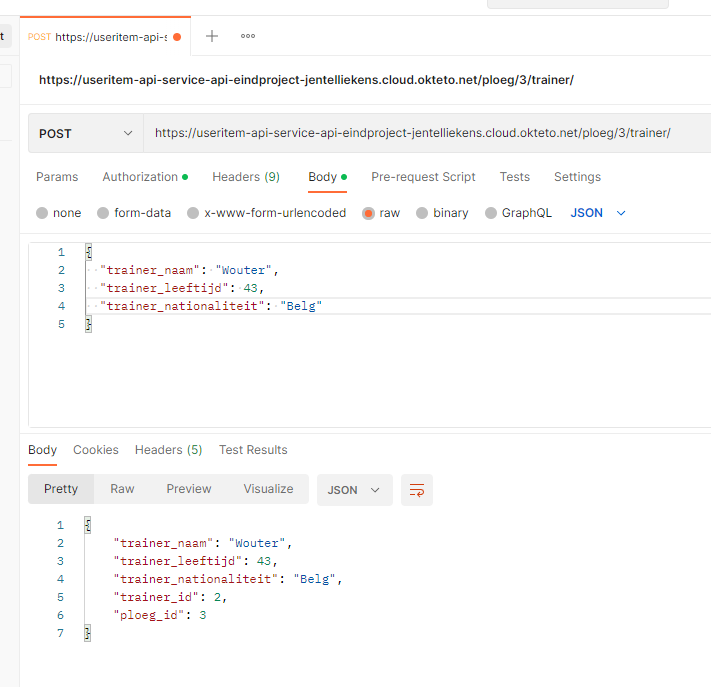 t
POST https://useritem-api-s
https://useritem-api-service-api-eindproject-jentelliekens.cloud.okteto.net/ploeg/3/trainer/
POST https://useritem-api-service-api-eindproject-jentelliekens.cloud.okteto.net/ploeg/3/trainer/
Params Authorization Headers (9) Body Pre-request Script Tests Settings
none form-data x-www-form-urlencoded raw binary GraphQL JSON
1 {
2 "trainer_naam": "Wouter",
3 "trainer_leeftijd": 43,
4 "trainer_nationaliteit": "Belg"
5 }
Body Cookies Headers (5) Test Results
Pretty Raw Preview Visualize JSON
1 {
2 "trainer_naam": "Wouter",
3 "trainer_leeftijd": 43,
4 "trainer_nationaliteit": "Belg",
5 "trainer_id": 2,
6 "ploeg_id": 3
7 }